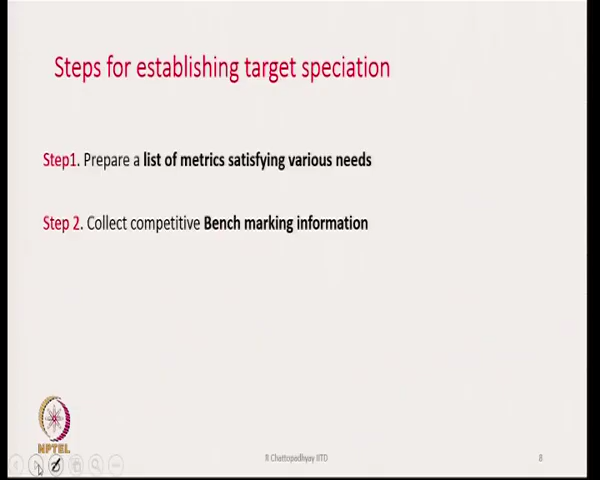 Steps for establishing target speciation
Step1. Prepare a list of metrics satisfying various needs
Step 2. Collect competitive Bench marking information
NPTEL
R Chattopadhyay IITD
8